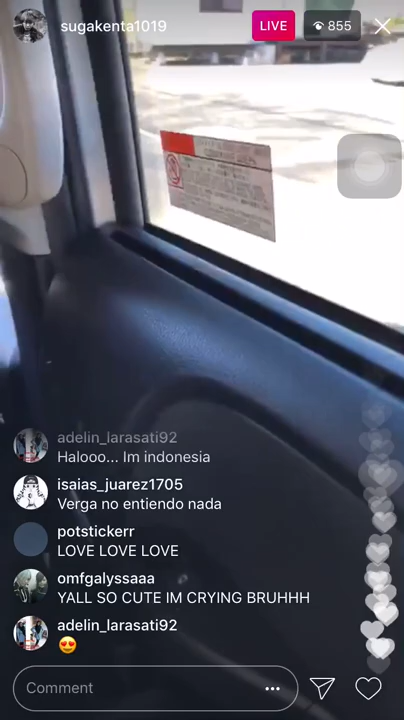 sugakenta1019
LIVE
855
adelin_larasati92
Halooo... Im indonesia
isaias_juarez1705
Verga no entiendo nada
potstickerr
LOVE LOVE LOVE
omfgalyssaaa
YALL SO CUTE IM CRYING BRUHHH
adelin_larasati92
😍
Comment